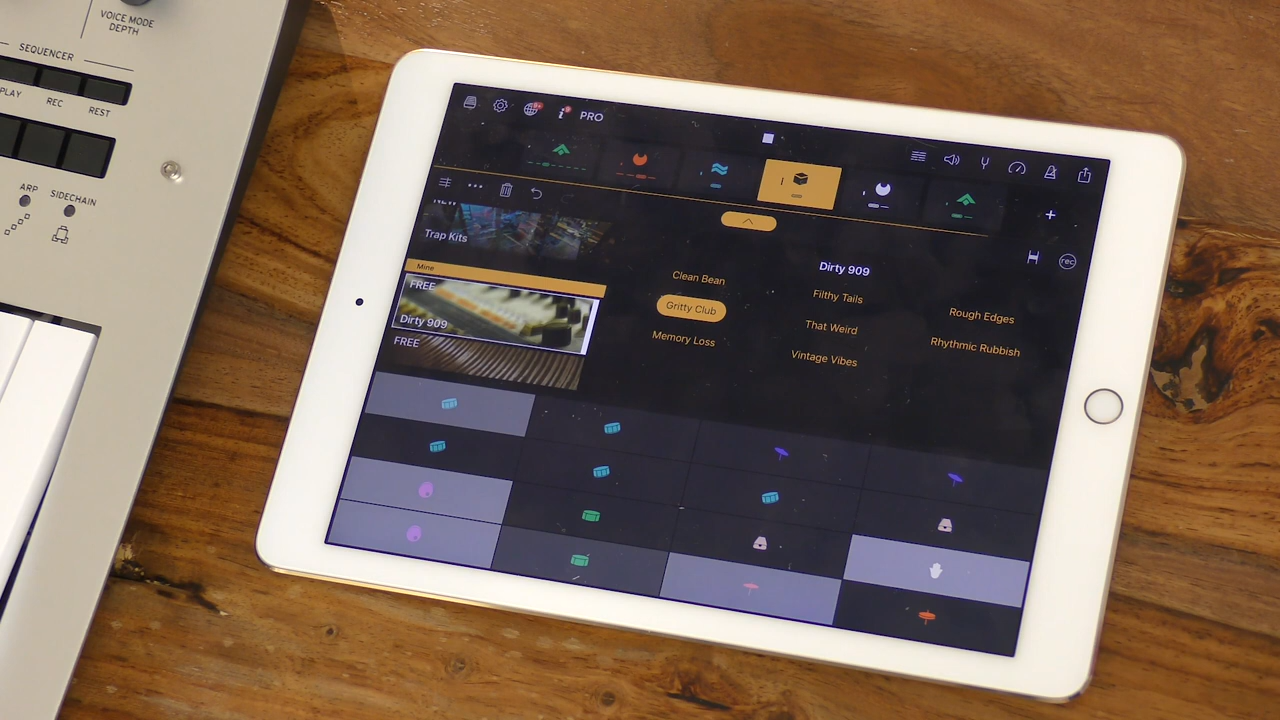 VOICE MODE
DEPTH
SEQUENCER
PLAY
REC
REST
ARP
SIDECHAIN
PRO
NEW
Trap Kits
Mine
FREE
Dirty 909
FREE
Dirty 909
Clean Bean
Gritty Club
Memory Loss
Filthy Tails
That Weird
Vintage Vibes
Rough Edges
Rhythmic Rubbish
rec